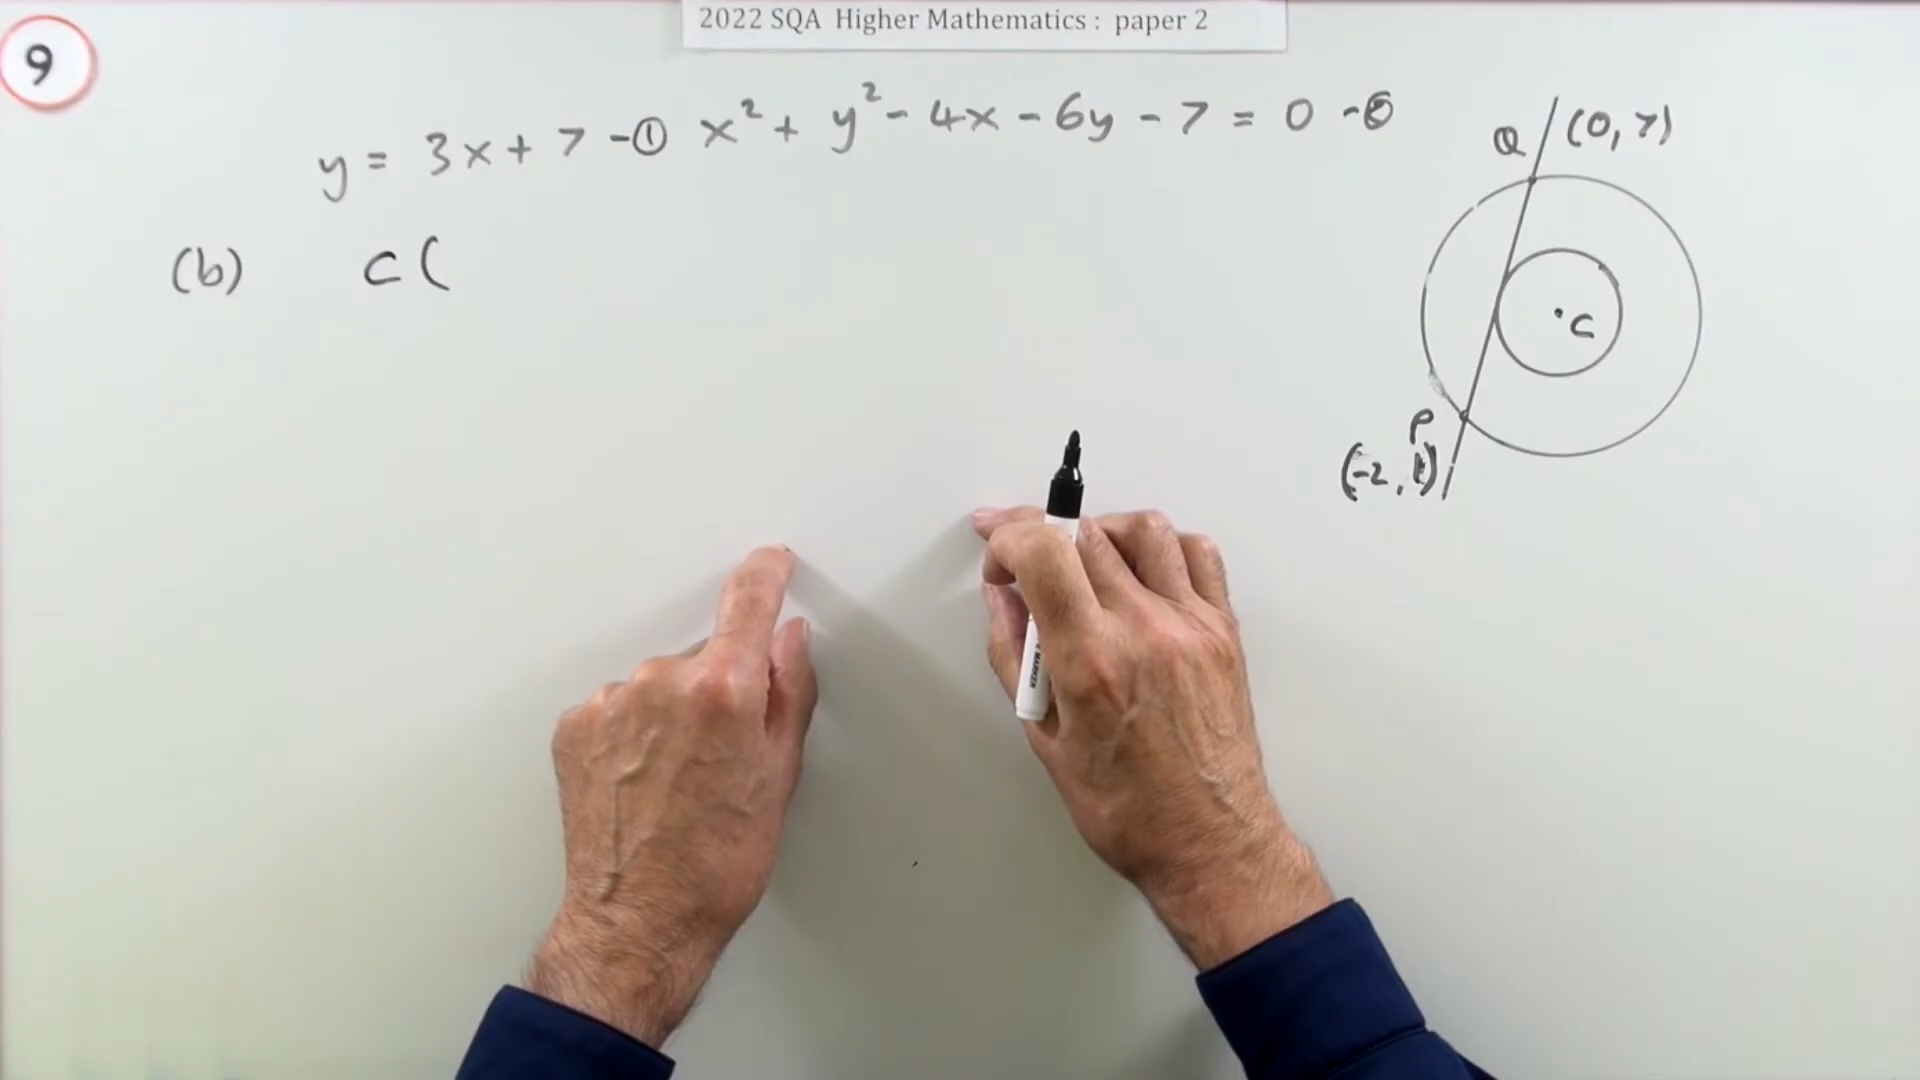 2022 SQA Higher Mathematics : paper 2
9
y = 3x + 7 -① x² + y² - 4x - 6y - 7 = 0 -②
Q (0, 7)
(b) C (
C
P
(-2, 1)